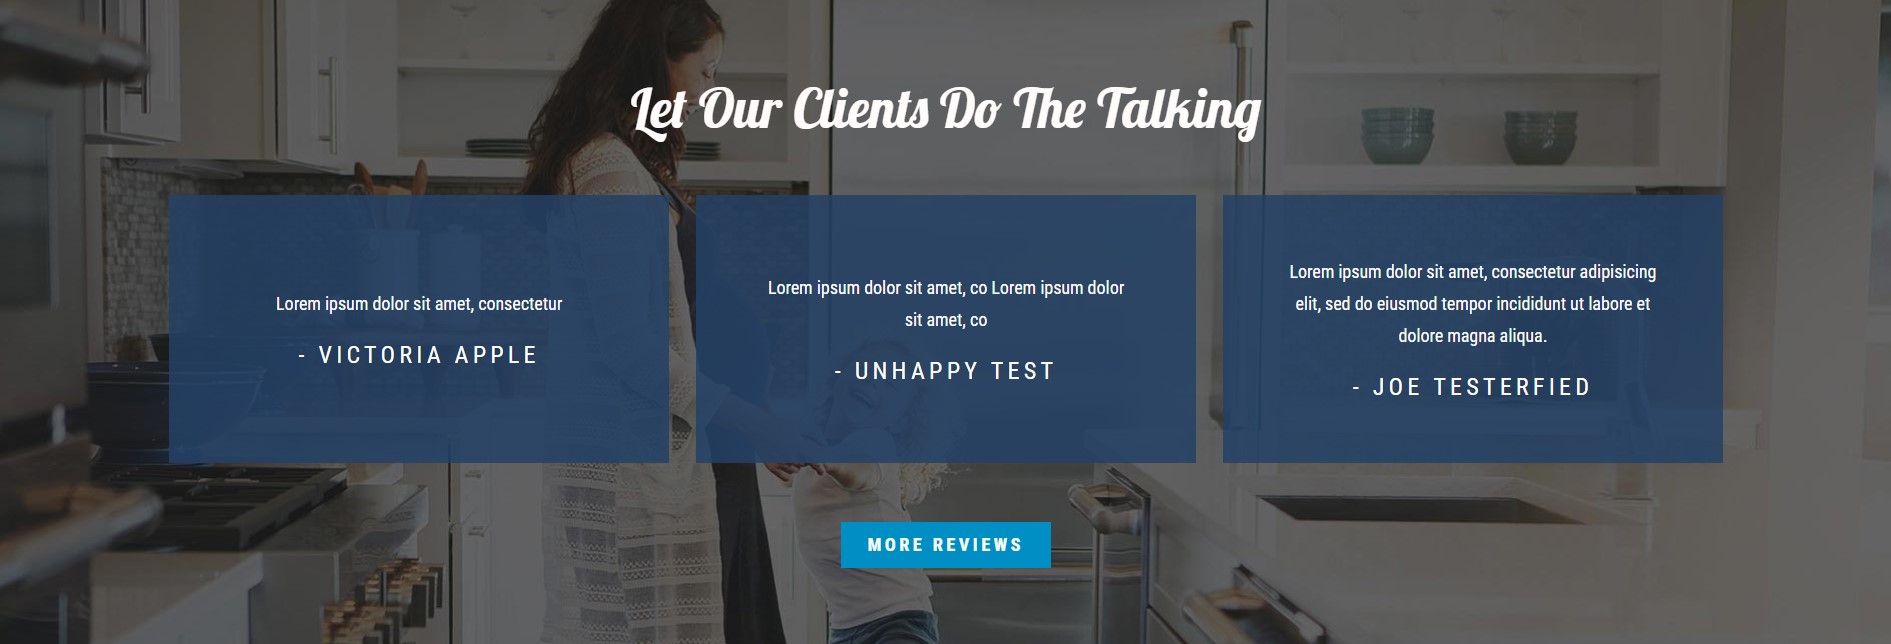 Let Our Clients Do The Talking
Lorem ipsum dolor sit amet, consectetur
- VICTORIA APPLE
Lorem ipsum dolor sit amet, co Lorem ipsum dolor
sit amet, co
- UNHAPPY TEST
Lorem ipsum dolor sit amet, consectetur adipisicing
elit, sed do eiusmod tempor incididunt ut labore et
dolore magna aliqua.
- JOE TESTERFIED
MORE REVIEWS